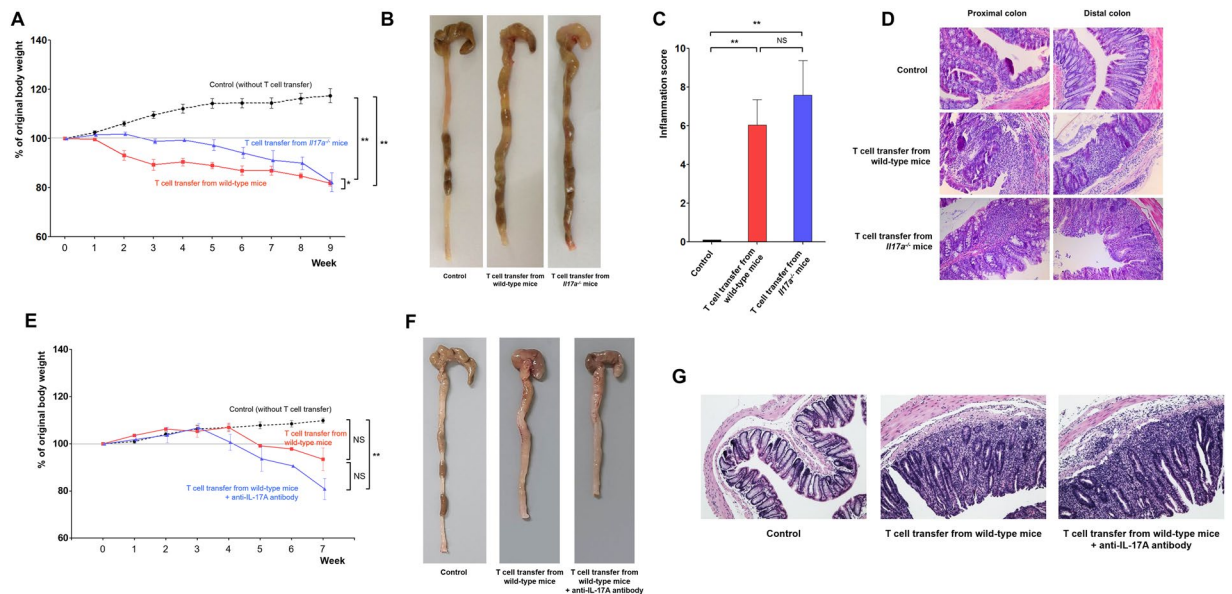 A
% of original body weight
140
120
100
80
60
0 1 2 3 4 5 6 7 8 9
Week
Control (without T cell transfer)
T cell transfer from Il17a-/- mice
T cell transfer from wild-type mice
**
**
*
B
Control
T cell transfer from
wild-type mice
T cell transfer from
Il17a-/- mice
C
Inflammation score
10
8
6
4
2
0
**
**
NS
Control
T cell transfer from
wild-type mice
T cell transfer from
Il17a-/- mice
D
Proximal colon
Distal colon
Control
T cell transfer from
wild-type mice
T cell transfer from
Il17a-/- mice
E
% of original body weight
140
120
100
80
60
0 1 2 3 4 5 6 7
Week
Control (without T cell transfer)
T cell transfer from
wild-type mice
T cell transfer from wild-type mice
+ anti-IL-17A antibody
NS
NS
**
F
Control
T cell transfer from
wild-type mice
T cell transfer from
wild-type mice
+ anti-IL-17A antibody
G
Control
T cell transfer from wild-type mice
T cell transfer from wild-type mice
+ anti-IL-17A antibody